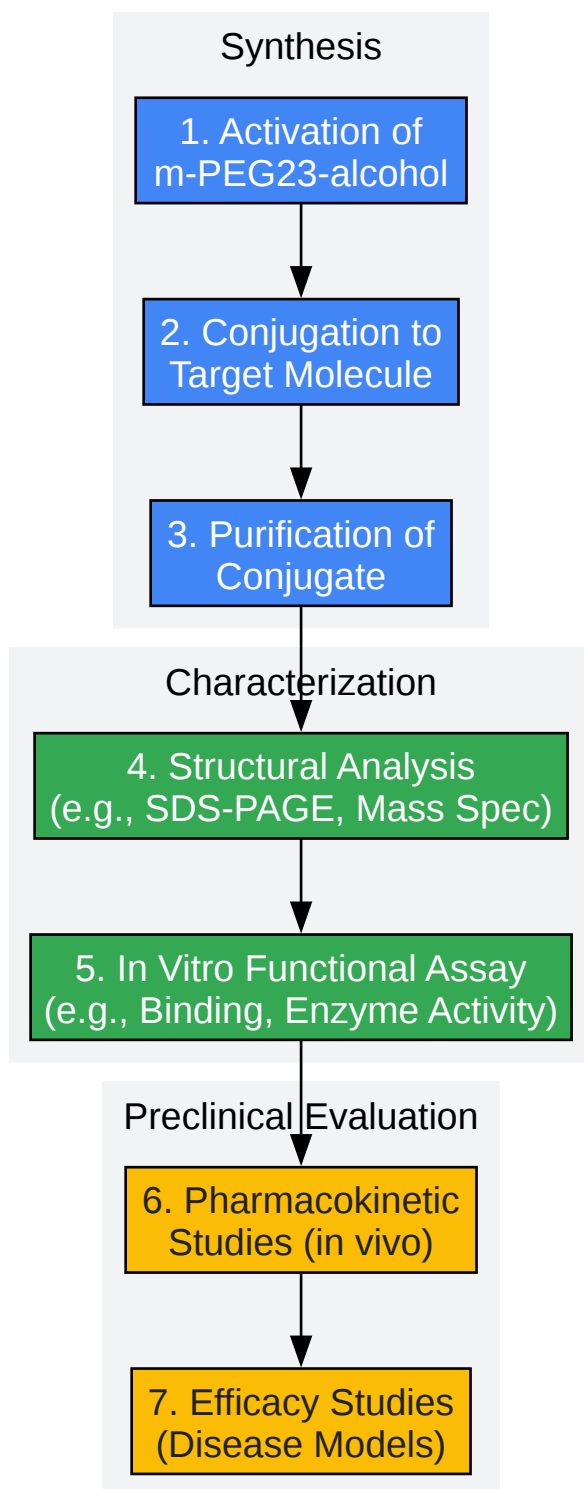 Synthesis
1. Activation of
m-PEG23-alcohol
2. Conjugation to
Target Molecule
3. Purification of
Conjugate
Characterization
4. Structural Analysis
(e.g., SDS-PAGE, Mass Spec)
5. In Vitro Functional Assay
(e.g., Binding, Enzyme Activity)
Preclinical Evaluation
6. Pharmacokinetic
Studies (in vivo)
7. Efficacy Studies
(Disease Models)